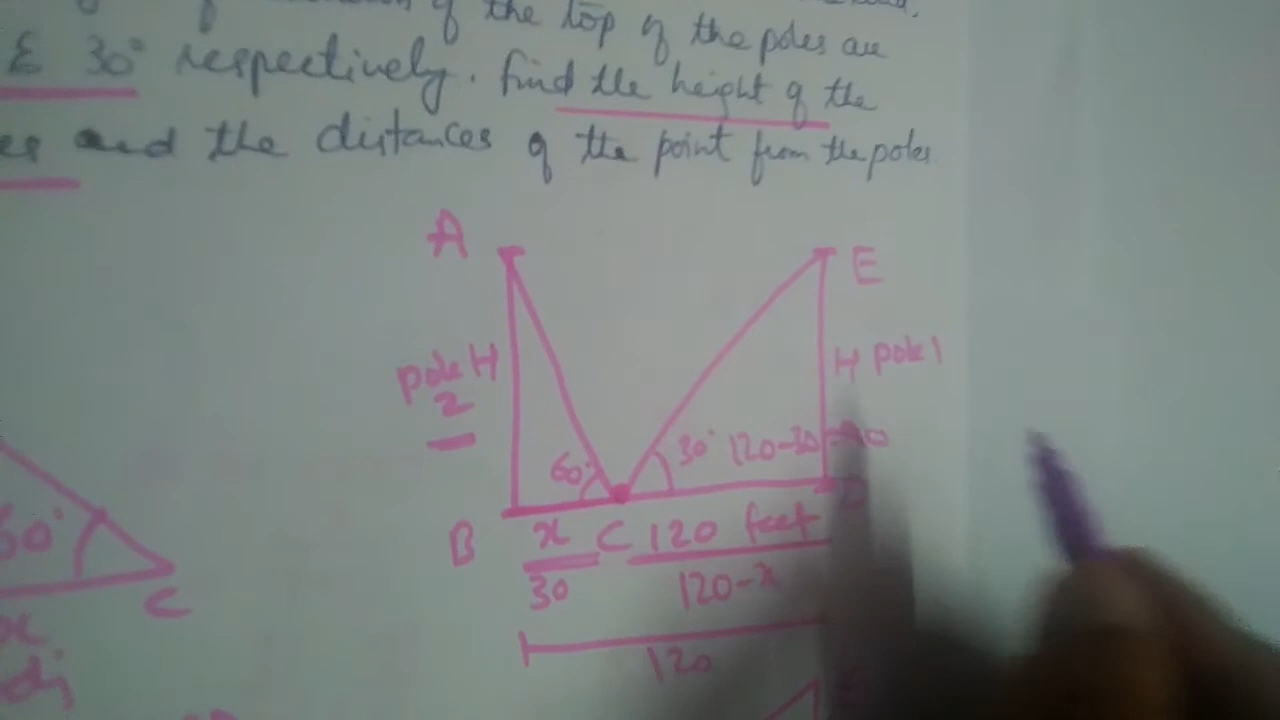 of the top of the poles are
& 30° respectively. find the height of the
and the distances of the point from the poles
A
E
pole H
2
H pole 1
60°
30° 120-30
B
x
C
120 feet
30
120-x
120
60°
C
x